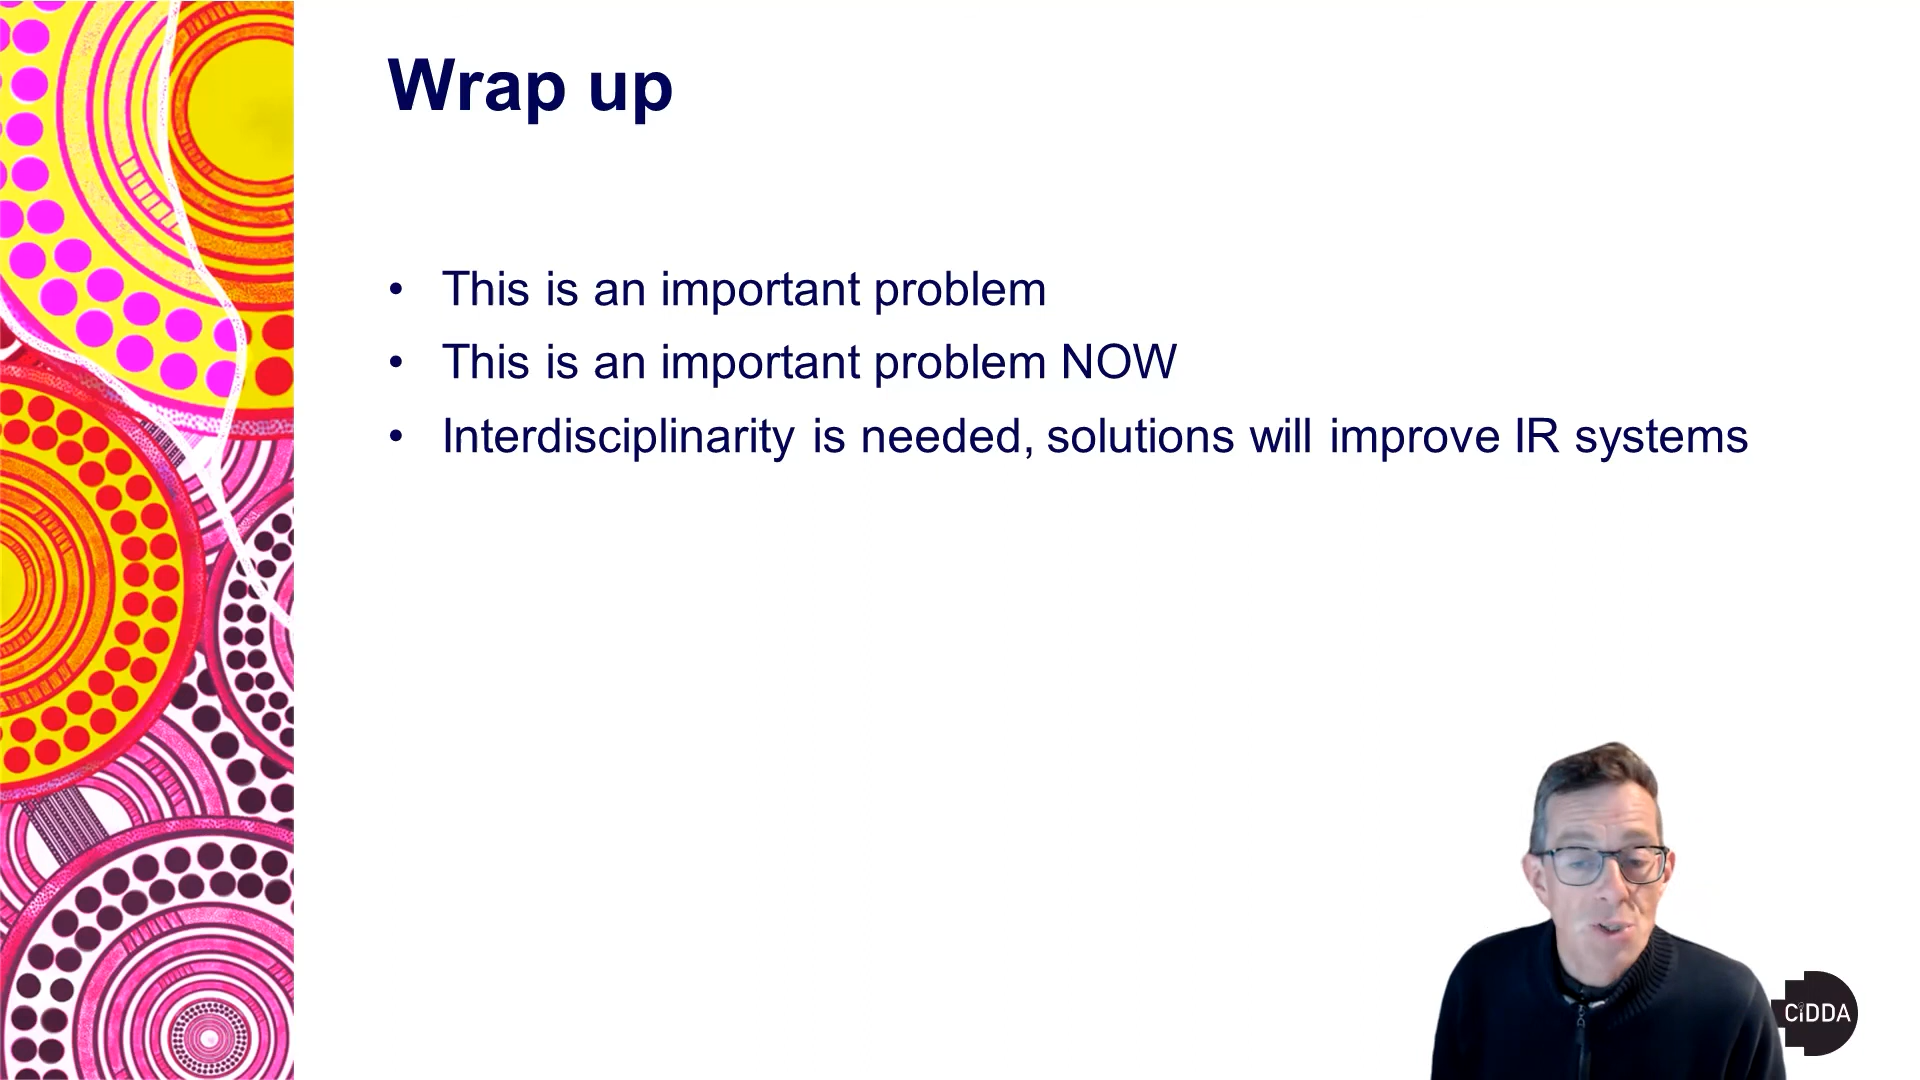 Wrap up
• This is an important problem
• This is an important problem NOW
• Interdisciplinarity is needed, solutions will improve IR systems
CiDDA